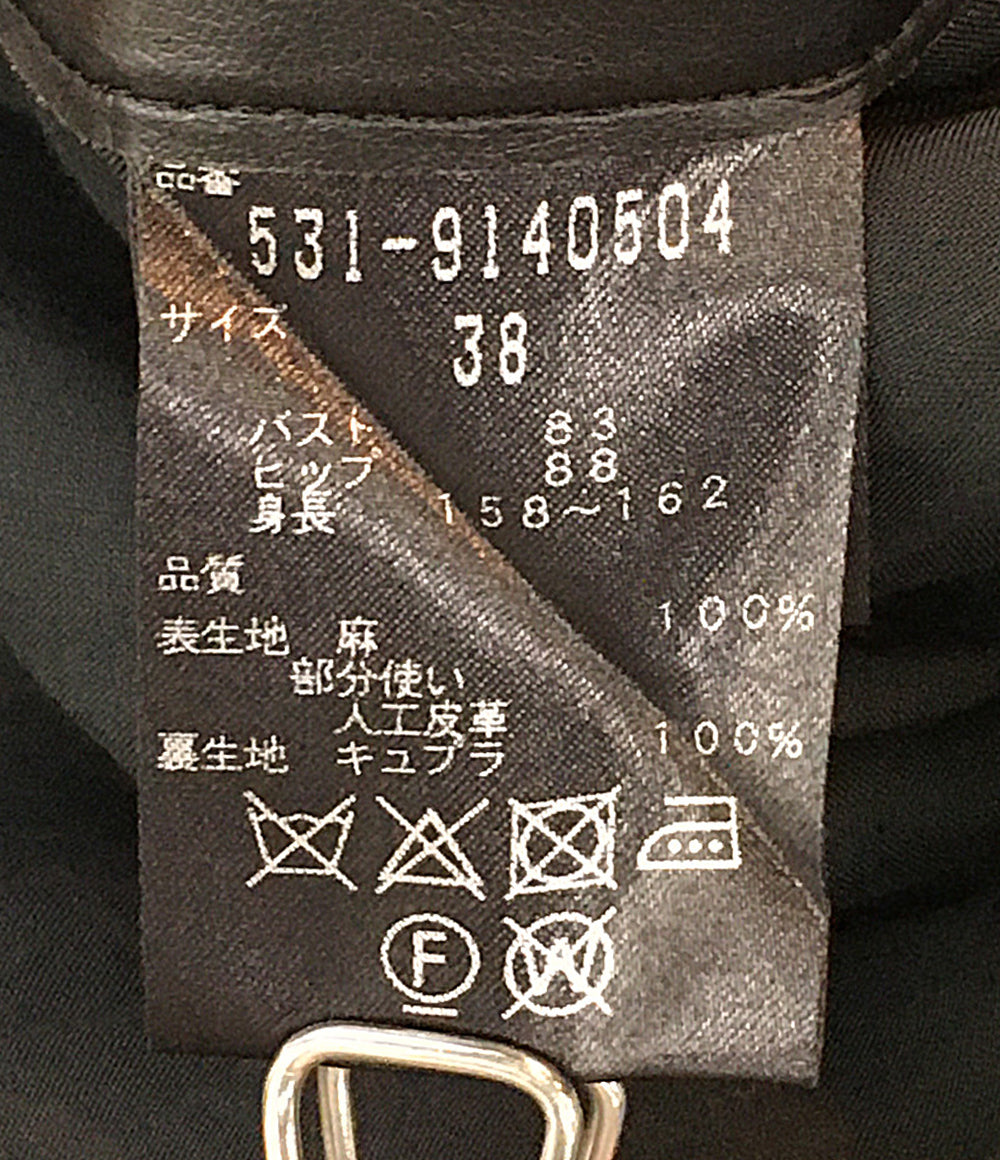 品番
531-9140504
サイズ 38
バスト 83
ヒップ 88
身長 158～162
品質
表生地 麻 100%
部分使い
人工皮革
裏生地 キュプラ 100%
F W